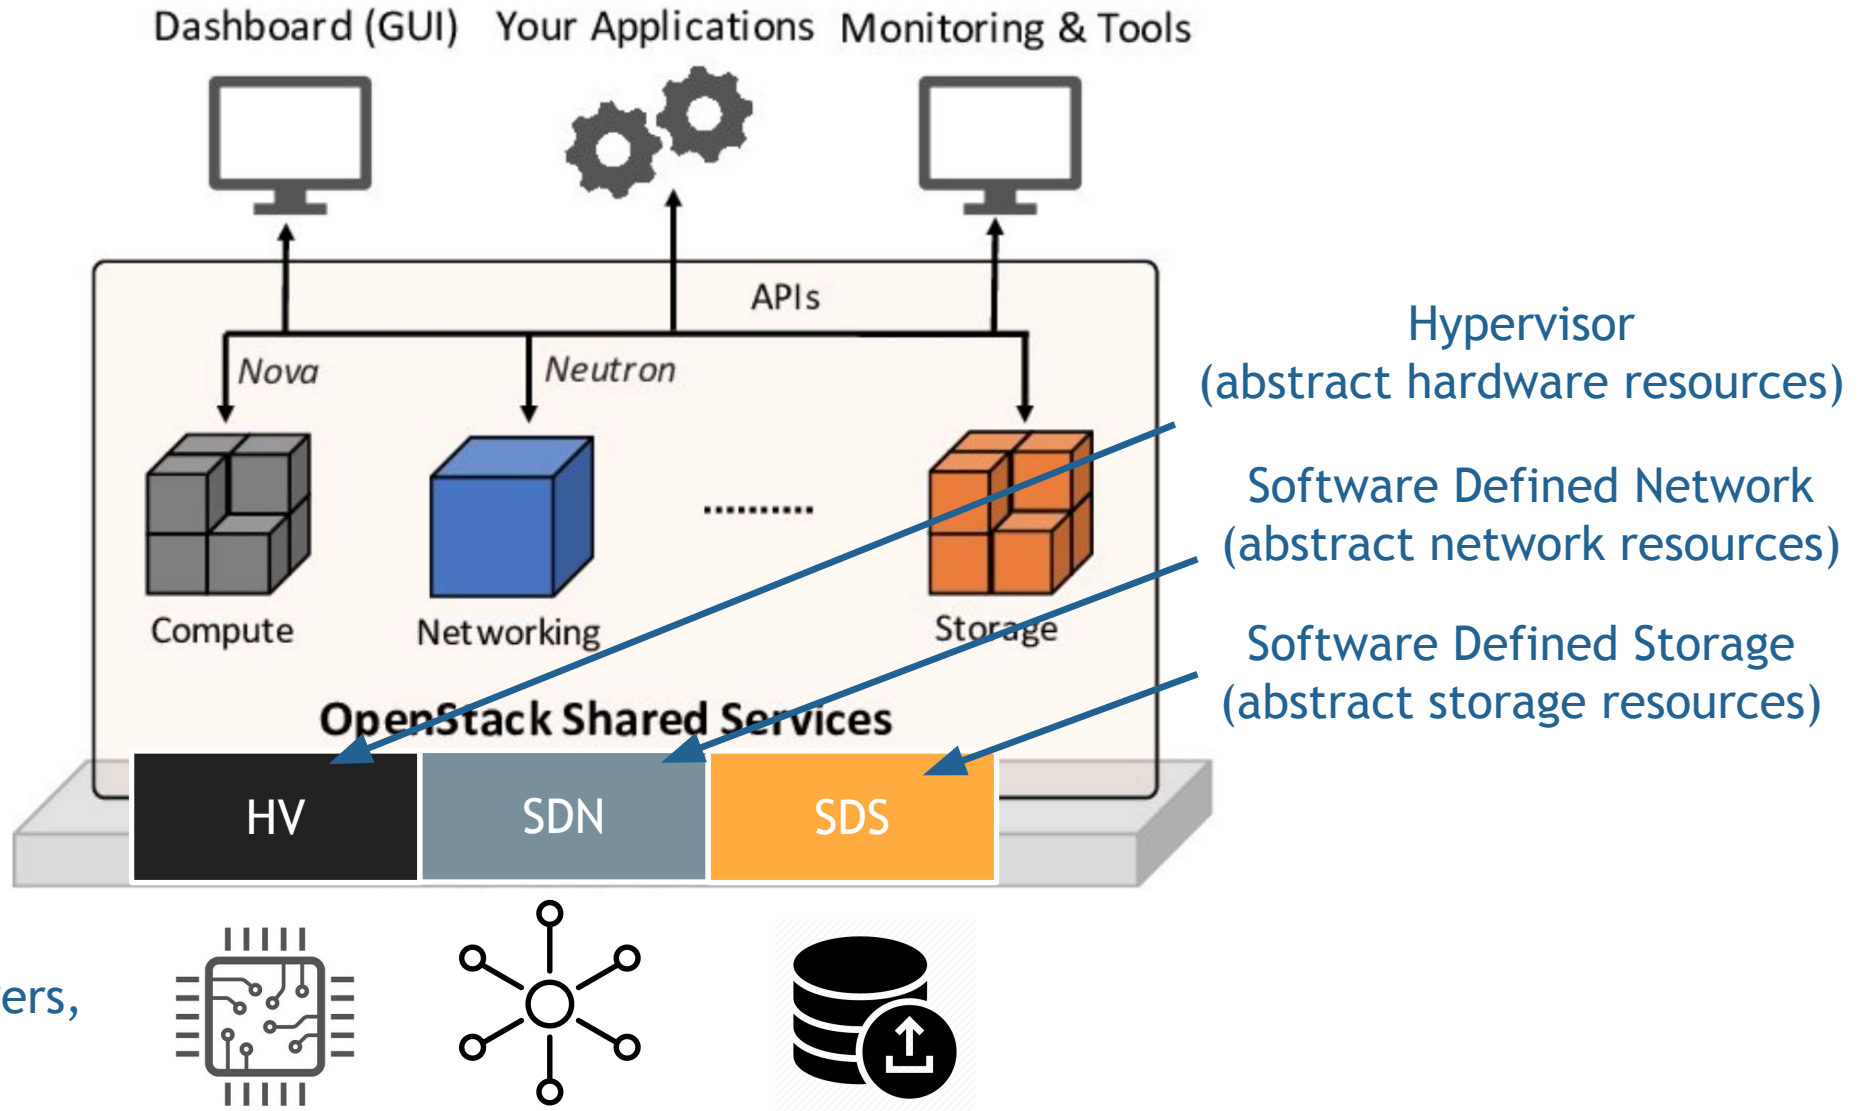 Dashboard (GUI)
Your Applications
Monitoring & Tools
APIs
Nova
Neutron
Compute
Networking
..........
Storage
OpenStack Shared Services
HV
SDN
SDS
Hypervisor
(abstract hardware resources)
Software Defined Network
(abstract network resources)
Software Defined Storage
(abstract storage resources)
ers,